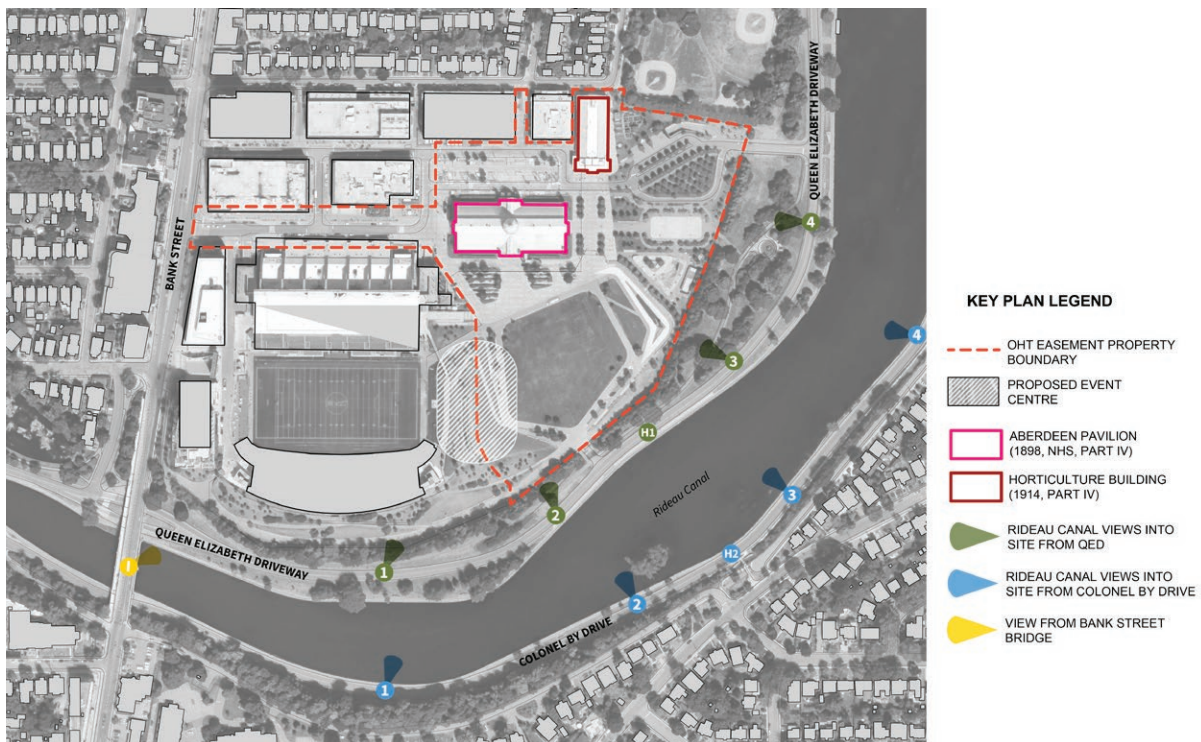 QUEEN ELIZABETH DRIVEWAY
4
4
BANK STREET
3
H1
Rideau Canal
3
2
H2
QUEEN ELIZABETH DRIVEWAY
1
1
2
COLONEL BY DRIVE
1
KEY PLAN LEGEND
OHT EASEMENT PROPERTY
BOUNDARY
PROPOSED EVENT
CENTRE
ABERDEEN PAVILION
(1898, NHS, PART IV)
HORTICULTURE BUILDING
(1914, PART IV)
RIDEAU CANAL VIEWS INTO
SITE FROM QED
RIDEAU CANAL VIEWS INTO
SITE FROM COLONEL BY DRIVE
VIEW FROM BANK STREET
BRIDGE